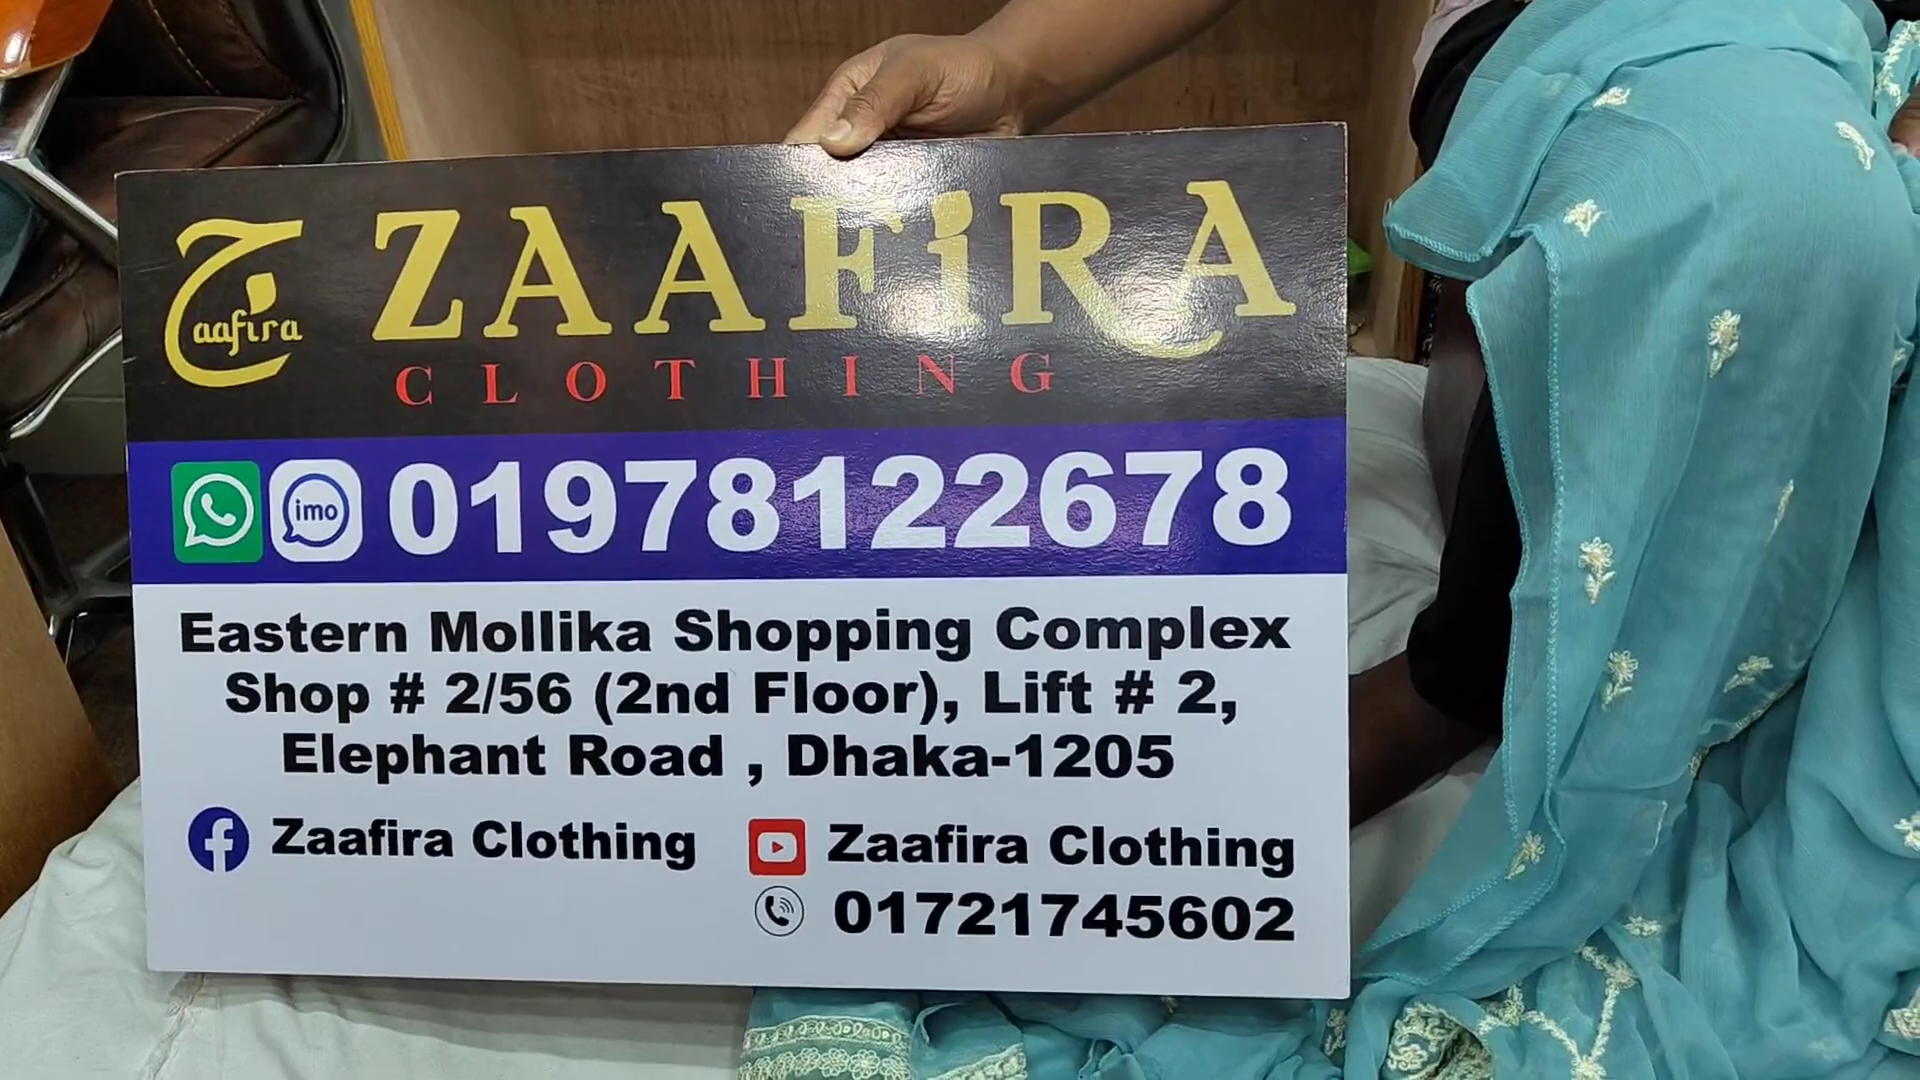 ج aafira
ZAAFiRA
CLOTHING
imo 01978122678
Eastern Mollika Shopping Complex
Shop # 2/56 (2nd Floor), Lift # 2,
Elephant Road , Dhaka-1205
Zaafira Clothing
Zaafira Clothing
01721745602